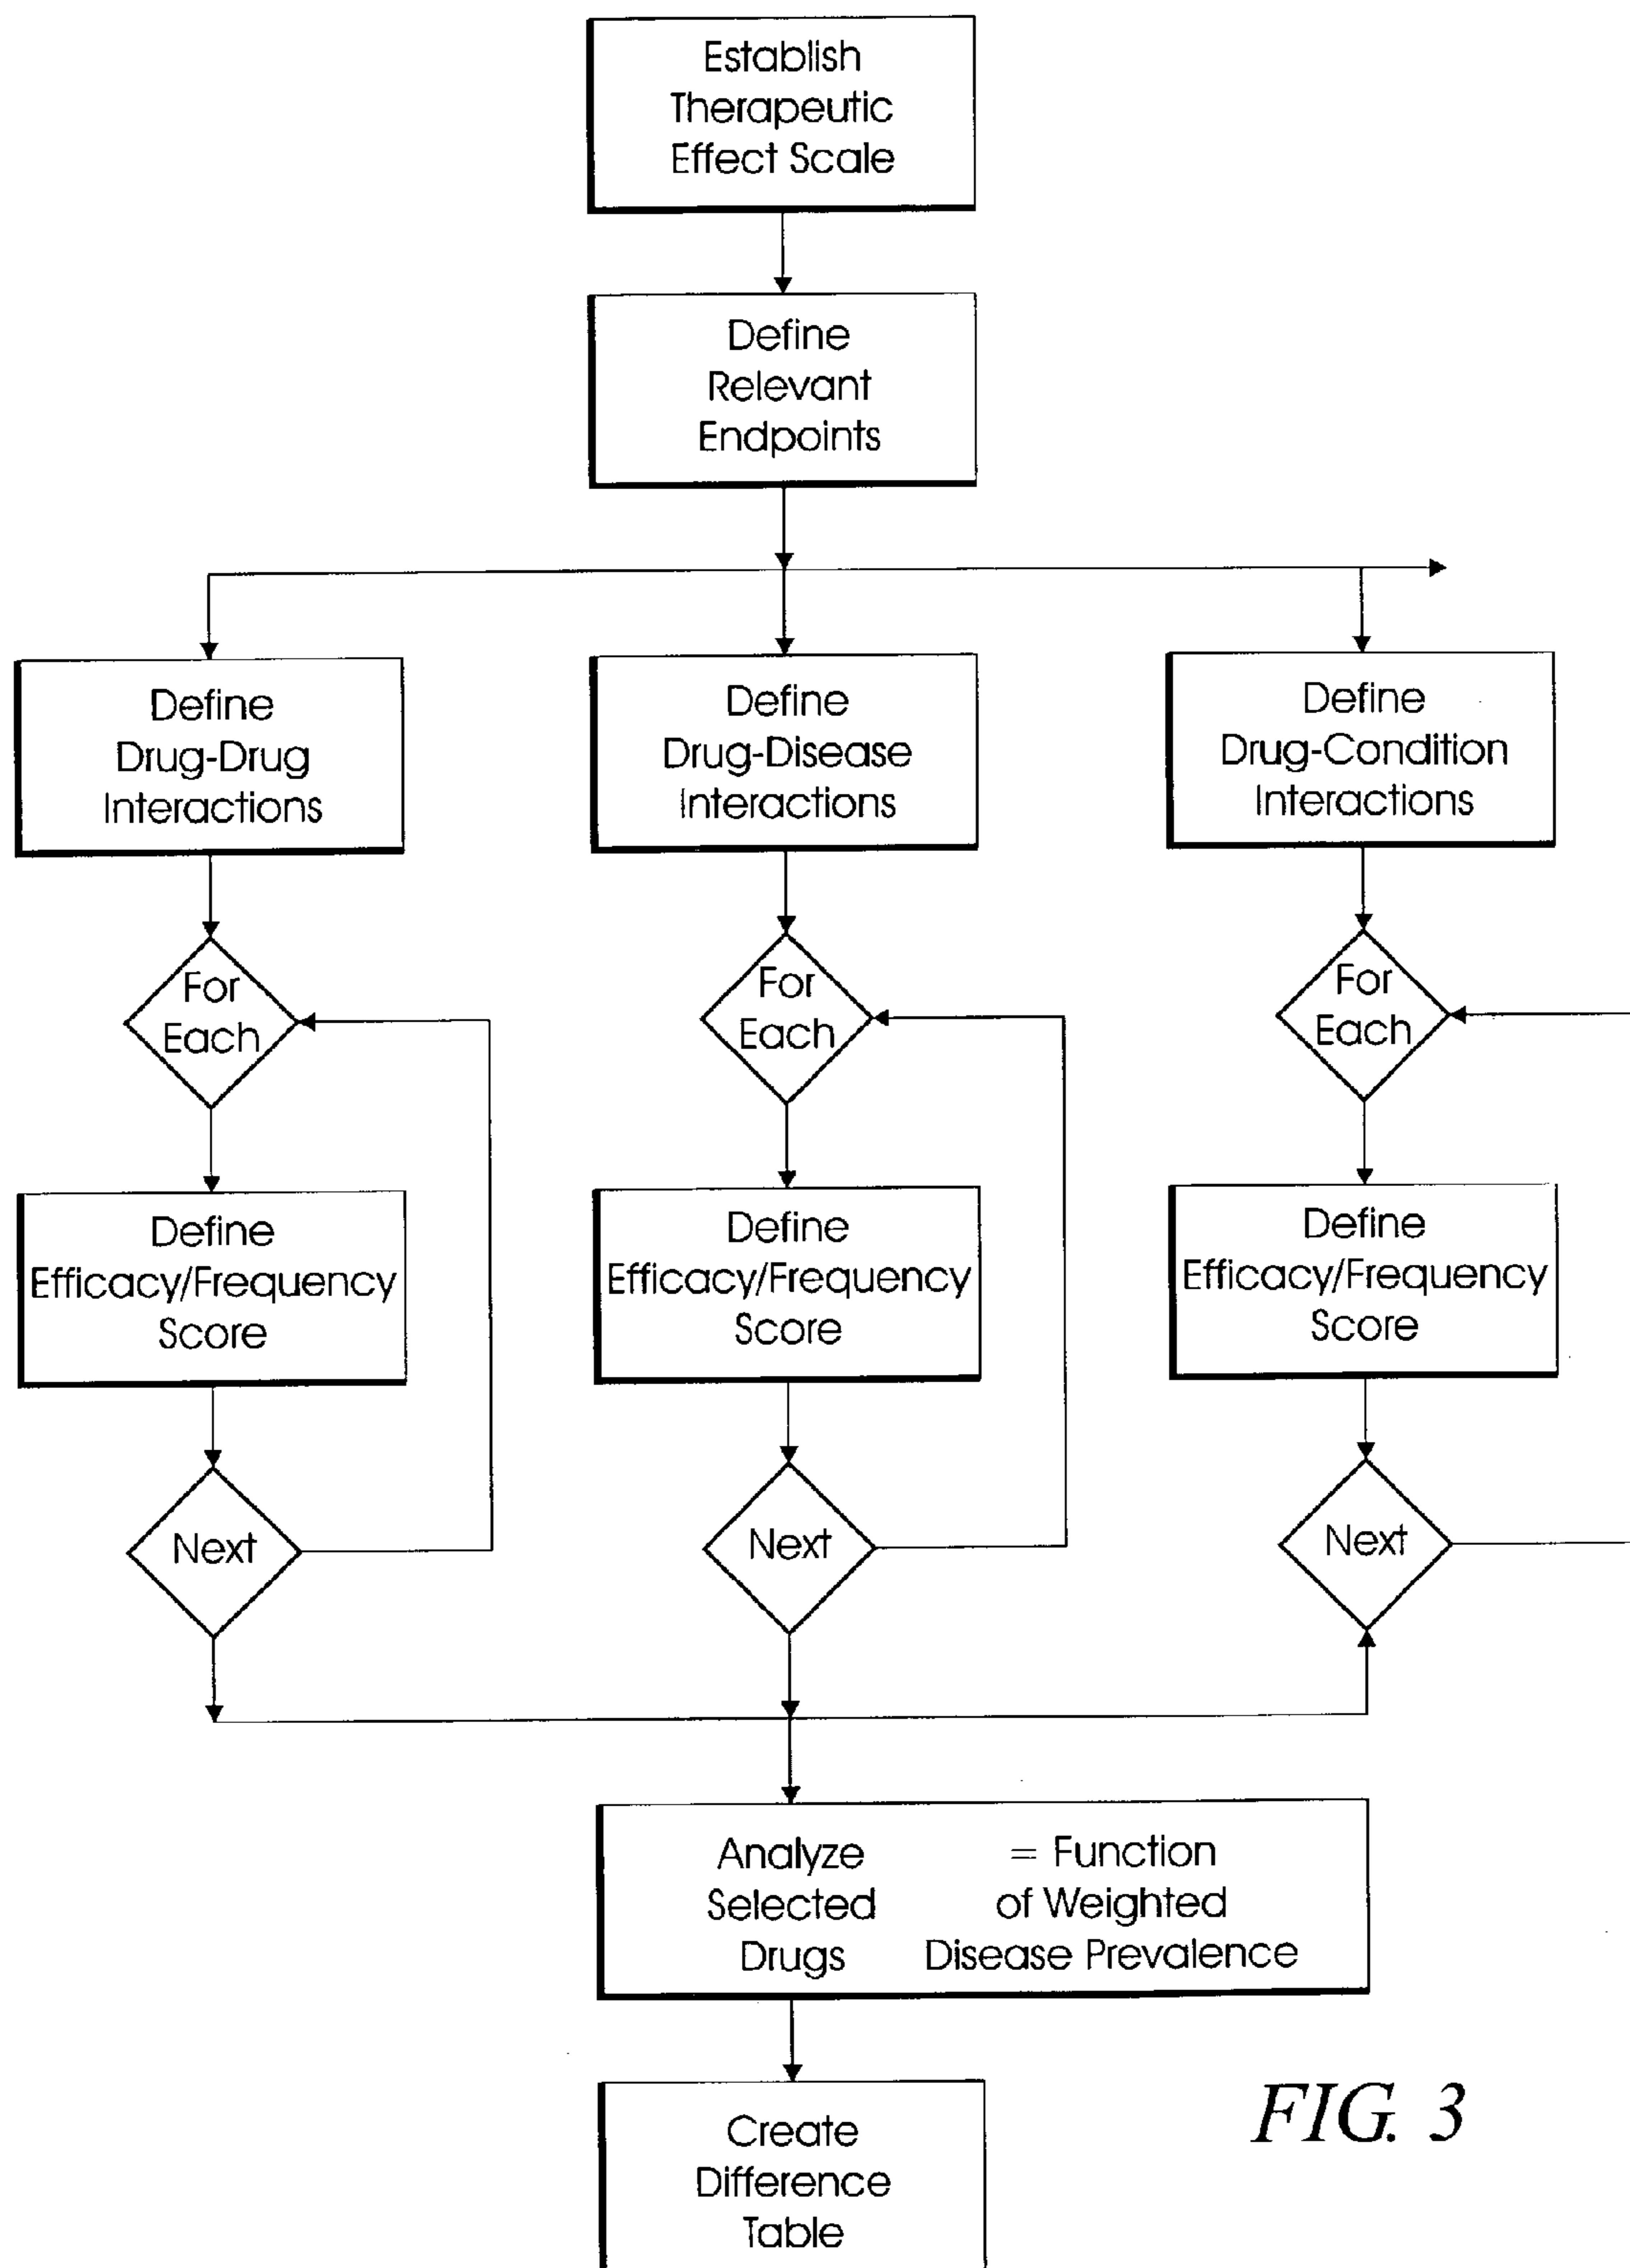 Establish
Therapeutic
Effect Scale
Define
Relevant
Endpoints
Define
Drug-Drug
Interactions
Define
Drug-Disease
Interactions
Define
Drug-Condition
Interactions
For
Each
For
Each
For
Each
Define
Efficacy/Frequency
Score
Define
Efficacy/Frequency
Score
Define
Efficacy/Frequency
Score
Next
Next
Next
Analyze
Selected
Drugs
= Function
of Weighted
Disease Prevalence
Create
Difference
Table
FIG. 3